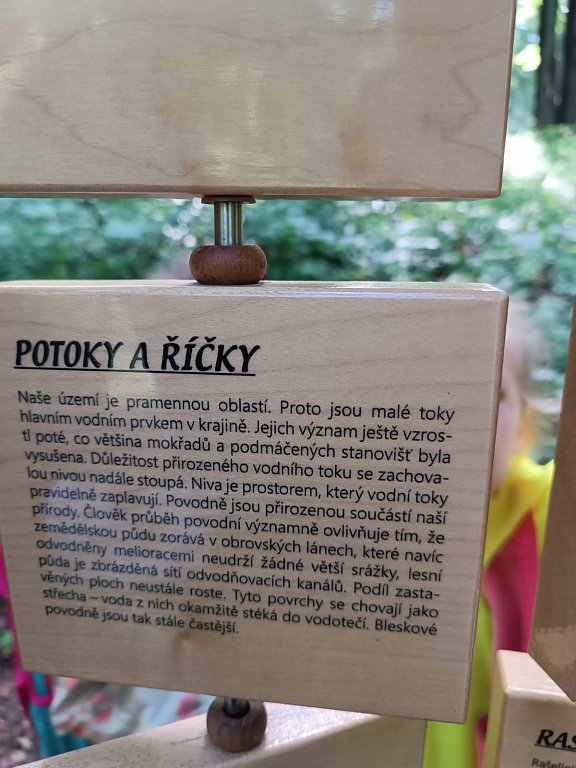 POTOKY A ŘÍČKY
Naše území je pramennou oblastí. Proto jsou malé toky
hlavním vodním prvkem v krajině. Jejich význam ještě vzros-
tl poté, co většina mokřadů a podmáčených stanovišť byla
vysušena. Důležitost přirozeného vodního toku se zachova-
lou nivou nadále stoupá. Niva je prostorem, který vodní toky
pravidelně zaplavují. Povodně jsou přirozenou součástí naší
přírody. Člověk průběh povodní významně ovlivňuje tím, že
zemědělskou půdu zorává v obrovských lánech, které navíc
odvodněny melioracemi neudrží žádné větší srážky, lesní
půda je zbrázděná sítí odvodňovacích kanálů. Podíl zasta-
věných ploch neustále roste. Tyto povrchy se chovají jako
střecha – voda z nich okamžitě stéká do vodotečí. Bleskové
povodně jsou tak stále častější.
RAŠ
Rašelini